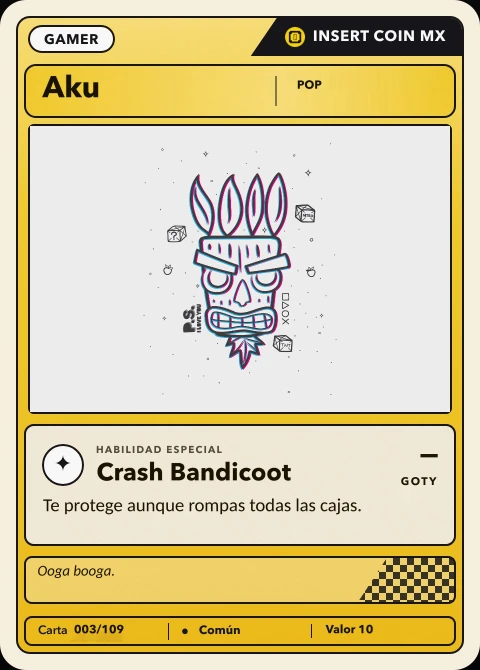 GAMER
INSERT COIN MX
Aku
POP
?
P.S.
I LOVE YOU
TNT
HABILIDAD ESPECIAL
Crash Bandicoot
—
GOTY
Te protege aunque rompas todas las cajas.
Ooga booga.
Carta 003/109
• Común
Valor 10